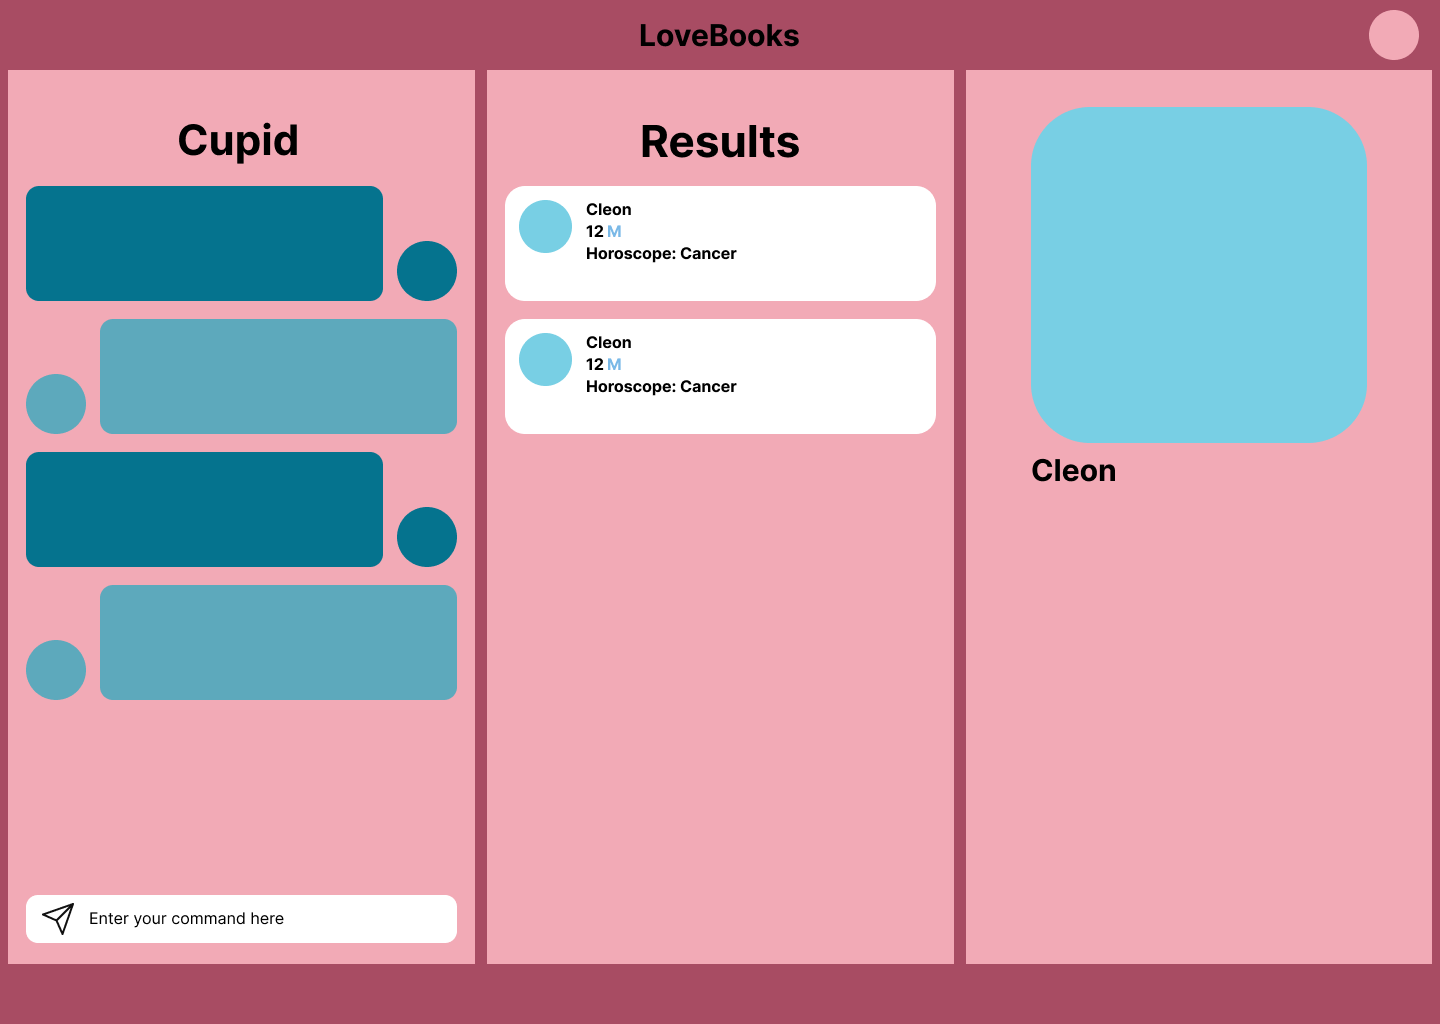 LoveBooks
Cupid
Enter your command here
Results
Cleon
12 M
Horoscope: Cancer
Cleon
12 M
Horoscope: Cancer
Cleon